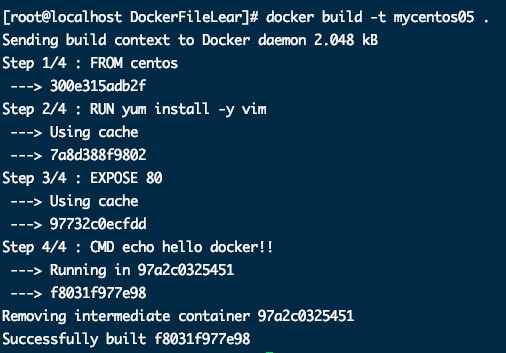 [root@localhost DockerFileLear]# docker build -t mycentos05 .
Sending build context to Docker daemon 2.048 kB
Step 1/4 : FROM centos
 ---> 300e315adb2f
Step 2/4 : RUN yum install -y vim
 ---> Using cache
 ---> 7a8d388f9802
Step 3/4 : EXPOSE 80
 ---> Using cache
 ---> 97732c0ecfdd
Step 4/4 : CMD echo hello docker!!
 ---> Running in 97a2c0325451
 ---> f8031f977e98
Removing intermediate container 97a2c0325451
Successfully built f8031f977e98